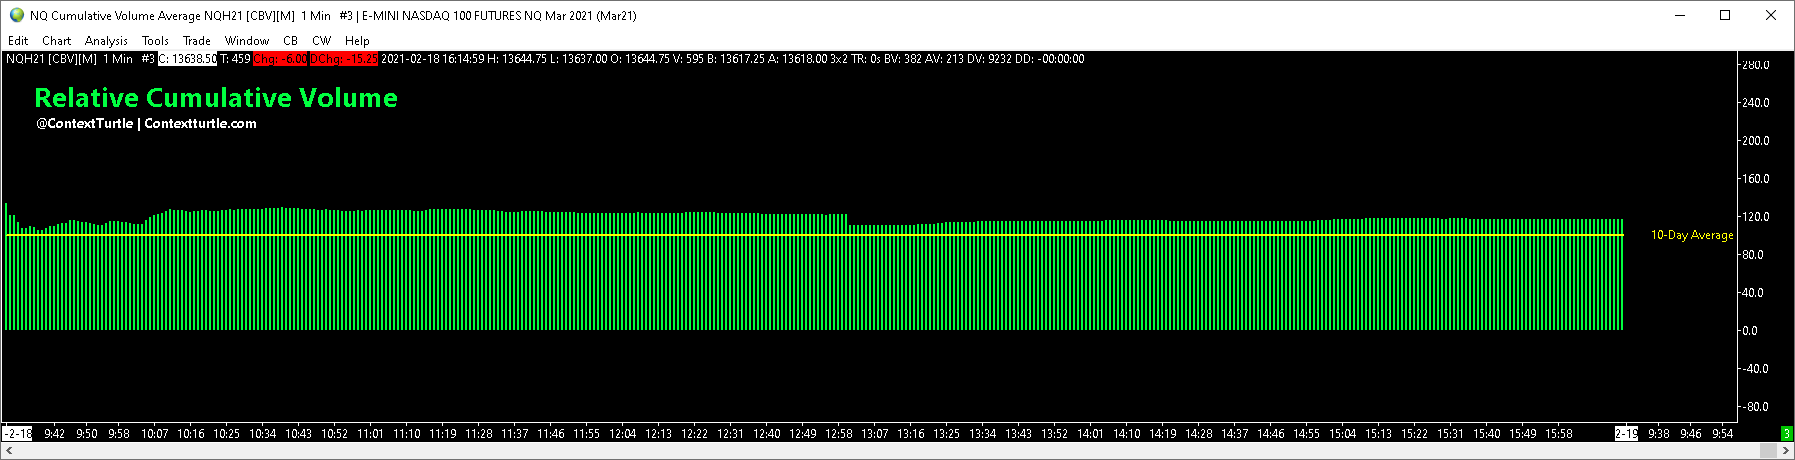 NQ Cumulative Volume Average NQH21 [CBV][M] 1 Min #3 | E-MINI NASDAQ 100 FUTURES NQ Mar 2021 (Mar21)
Edit Chart Analysis Tools Trade Window CB CW Help
NQH21 [CBV][M] 1 Min #3 C: 13638.50 T: 459 Chg: -6.00 DChg: -15.25 2021-02-18 16:14:59 H: 13644.75 L: 13637.00 O: 13644.75 V: 595 B: 13617.25 A: 13618.00 3x2 TR: 0s BV: 382 AV: 213 DV: 9232 DD: -00:00:00
Relative Cumulative Volume
@ContextTurtle | Contextturtle.com
280.0
240.0
200.0
160.0
120.0
10-Day Average
80.0
40.0
0.0
-40.0
-80.0
-2-18 9:42 9:50 9:58 10:07 10:16 10:25 10:34 10:43 10:52 11:01 11:10 11:19 11:28 11:37 11:46 11:55 12:04 12:13 12:22 12:31 12:40 12:49 12:58 13:07 13:16 13:25 13:34 13:43 13:52 14:01 14:10 14:19 14:28 14:37 14:46 14:55 15:04 15:13 15:22 15:31 15:40 15:49 15:58 2-19 9:38 9:46 9:54 3